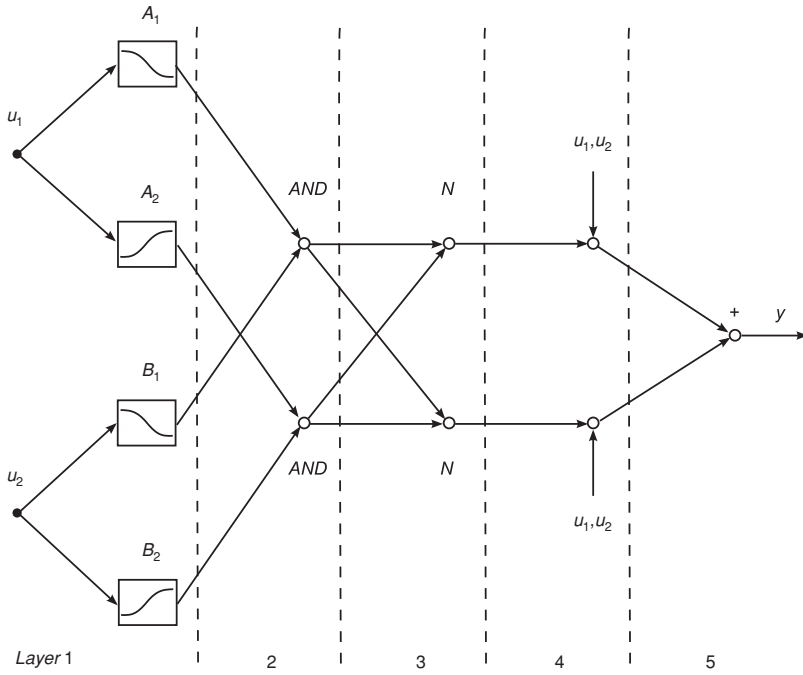 A₁
u₁
A₂
AND
N
u₁,u₂
+
y
B₁
u₂
AND
N
u₁,u₂
B₂
Layer 1 2 3 4 5